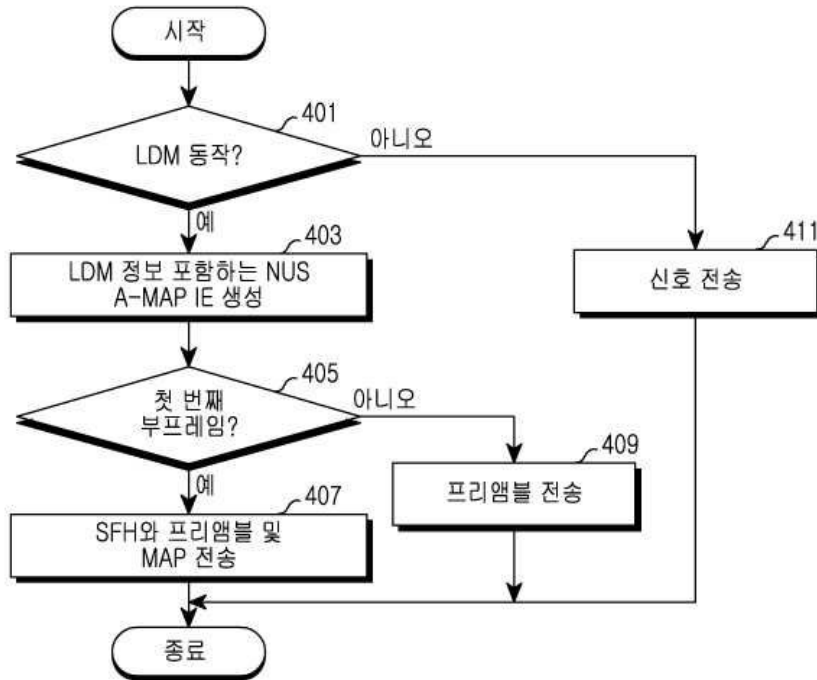 시작
401
LDM 동작?
아니오
예
403
LDM 정보 포함하는 NUS
A-MAP IE 생성
411
신호 전송
405
첫 번째
부프레임?
아니오
예
409
프리앰블 전송
407
SFH와 프리앰블 및
MAP 전송
종료